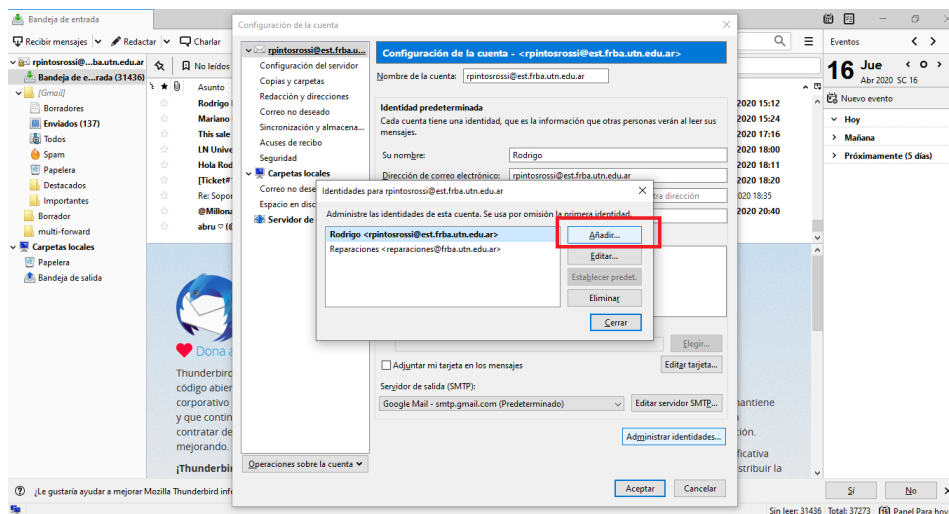 Bandeja de entrada
Recibir mensajes
Redactar
Charlar
rpintosrossi@...ba.utn.edu.ar
Bandeja de e...rada (31436)
[Gmail]
Borradores
Enviados (137)
Todos
Spam
Papelera
Destacados
Importantes
Borrador
multi-forward
Carpetas locales
Papelera
Bandeja de salida
No leídos
Asunto
Rodrigo
Mariano
This sale
LN Unive
Hola Rod
[Ticket#
Re: Sopor
@Millona
abru
2020 15:12
2020 15:24
2020 17:16
2020 18:00
2020 18:11
2020 18:20
020 18:35
2020 20:40
Dona a
Thunderbird
código abier
corporativo
y que contin
contratar de
mejorando.
¡Thunderbi
antiene
ción.
ficativa
stribuir la
Configuración de la cuenta
rpintosrossi@est.frba.u...
Configuración del servidor
Copias y carpetas
Redacción y direcciones
Correo no deseado
Sincronización y almacena...
Acuses de recibo
Seguridad
Carpetas locales
Correo no dese
Espacio en disc
Servidor de
Operaciones sobre la cuenta
Configuración de la cuenta - <rpintosrossi@est.frba.utn.edu.ar>
Nombre de la cuenta: rpintosrossi@est.frba.utn.edu.ar
Identidad predeterminada
Cada cuenta tiene una identidad, que es la información que otras personas verán al leer sus
mensajes.
Su nombre: Rodrigo
Dirección de correo electrónico: rpintosrossi@est.frba.utn.edu.ar
tra dirección
Identidades para rpintosrossi@est.frba.utn.edu.ar
Administre las identidades de esta cuenta. Se usa por omisión la primera identidad.
Rodrigo <rpintosrossi@est.frba.utn.edu.ar>
Reparaciones <reparaciones@frba.utn.edu.ar>
Añadir...
Editar...
Establecer predet.
Eliminar
Cerrar
Elegir...
Adjuntar mi tarjeta en los mensajes
Editar tarjeta...
Servidor de salida (SMTP):
Google Mail - smtp.gmail.com (Predeterminado)
Editar servidor SMTP...
Administrar identidades...
Aceptar
Cancelar
Eventos
16 Jue
Abr 2020 SC 16
Nuevo evento
Hoy
Mañana
Próximamente (5 días)
¿Le gustaría ayudar a mejorar Mozilla Thunderbird inf
Sí
No
Sin leer: 31436
Total: 37273
Panel Para hoy